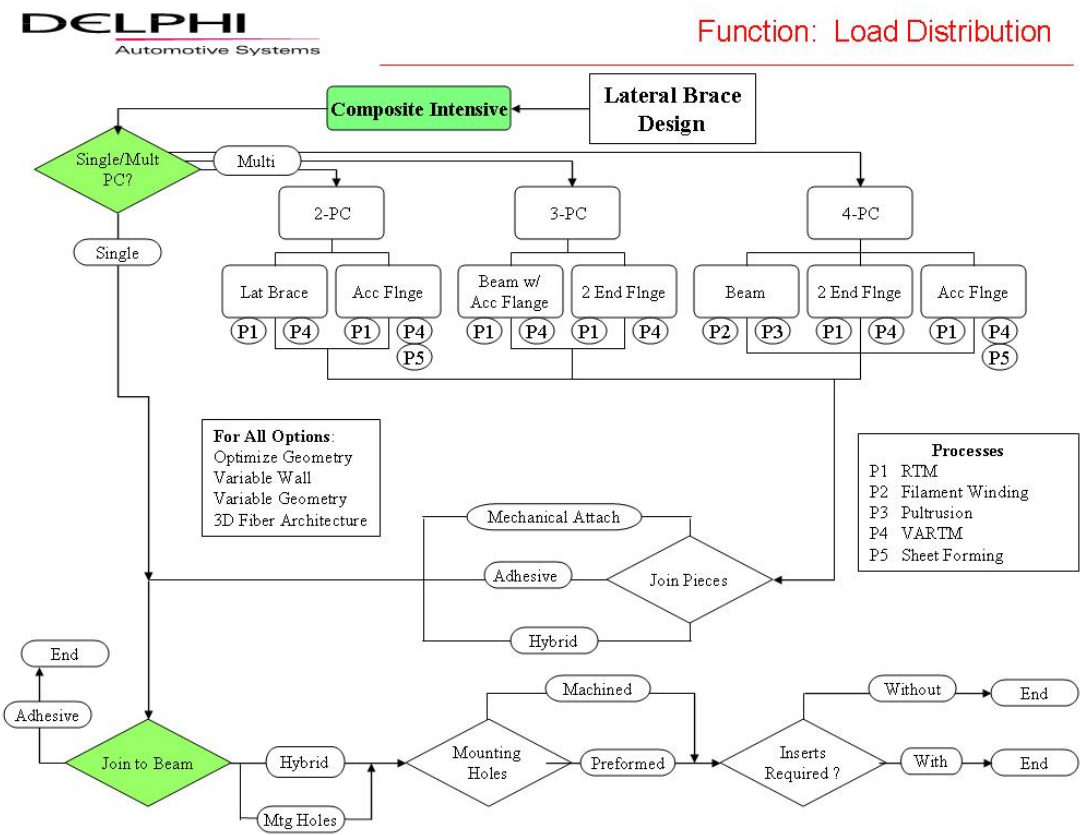 DELPHI
Automotive Systems
Function: Load Distribution
Composite Intensive
Lateral Brace
Design
Single/Mult
PC?
Multi
Single
2-PC
3-PC
4-PC
Lat Brace
Acc Flnge
Beam w/
Acc Flange
2 End Flnge
Beam
2 End Flnge
Acc Flnge
P1
P4
P1
P4
P5
P1
P4
P1
P4
P2
P3
P1
P4
P1
P4
P5
For All Options:
Optimize Geometry
Variable Wall
Variable Geometry
3D Fiber Architecture
Processes
P1 RTM
P2 Filament Winding
P3 Pultrusion
P4 VARTM
P5 Sheet Forming
Mechanical Attach
Adhesive
Join Pieces
Hybrid
End
Adhesive
Join to Beam
Hybrid
Mtg Holes
Mounting
Holes
Machined
Preformed
Inserts
Required ?
Without
End
With
End